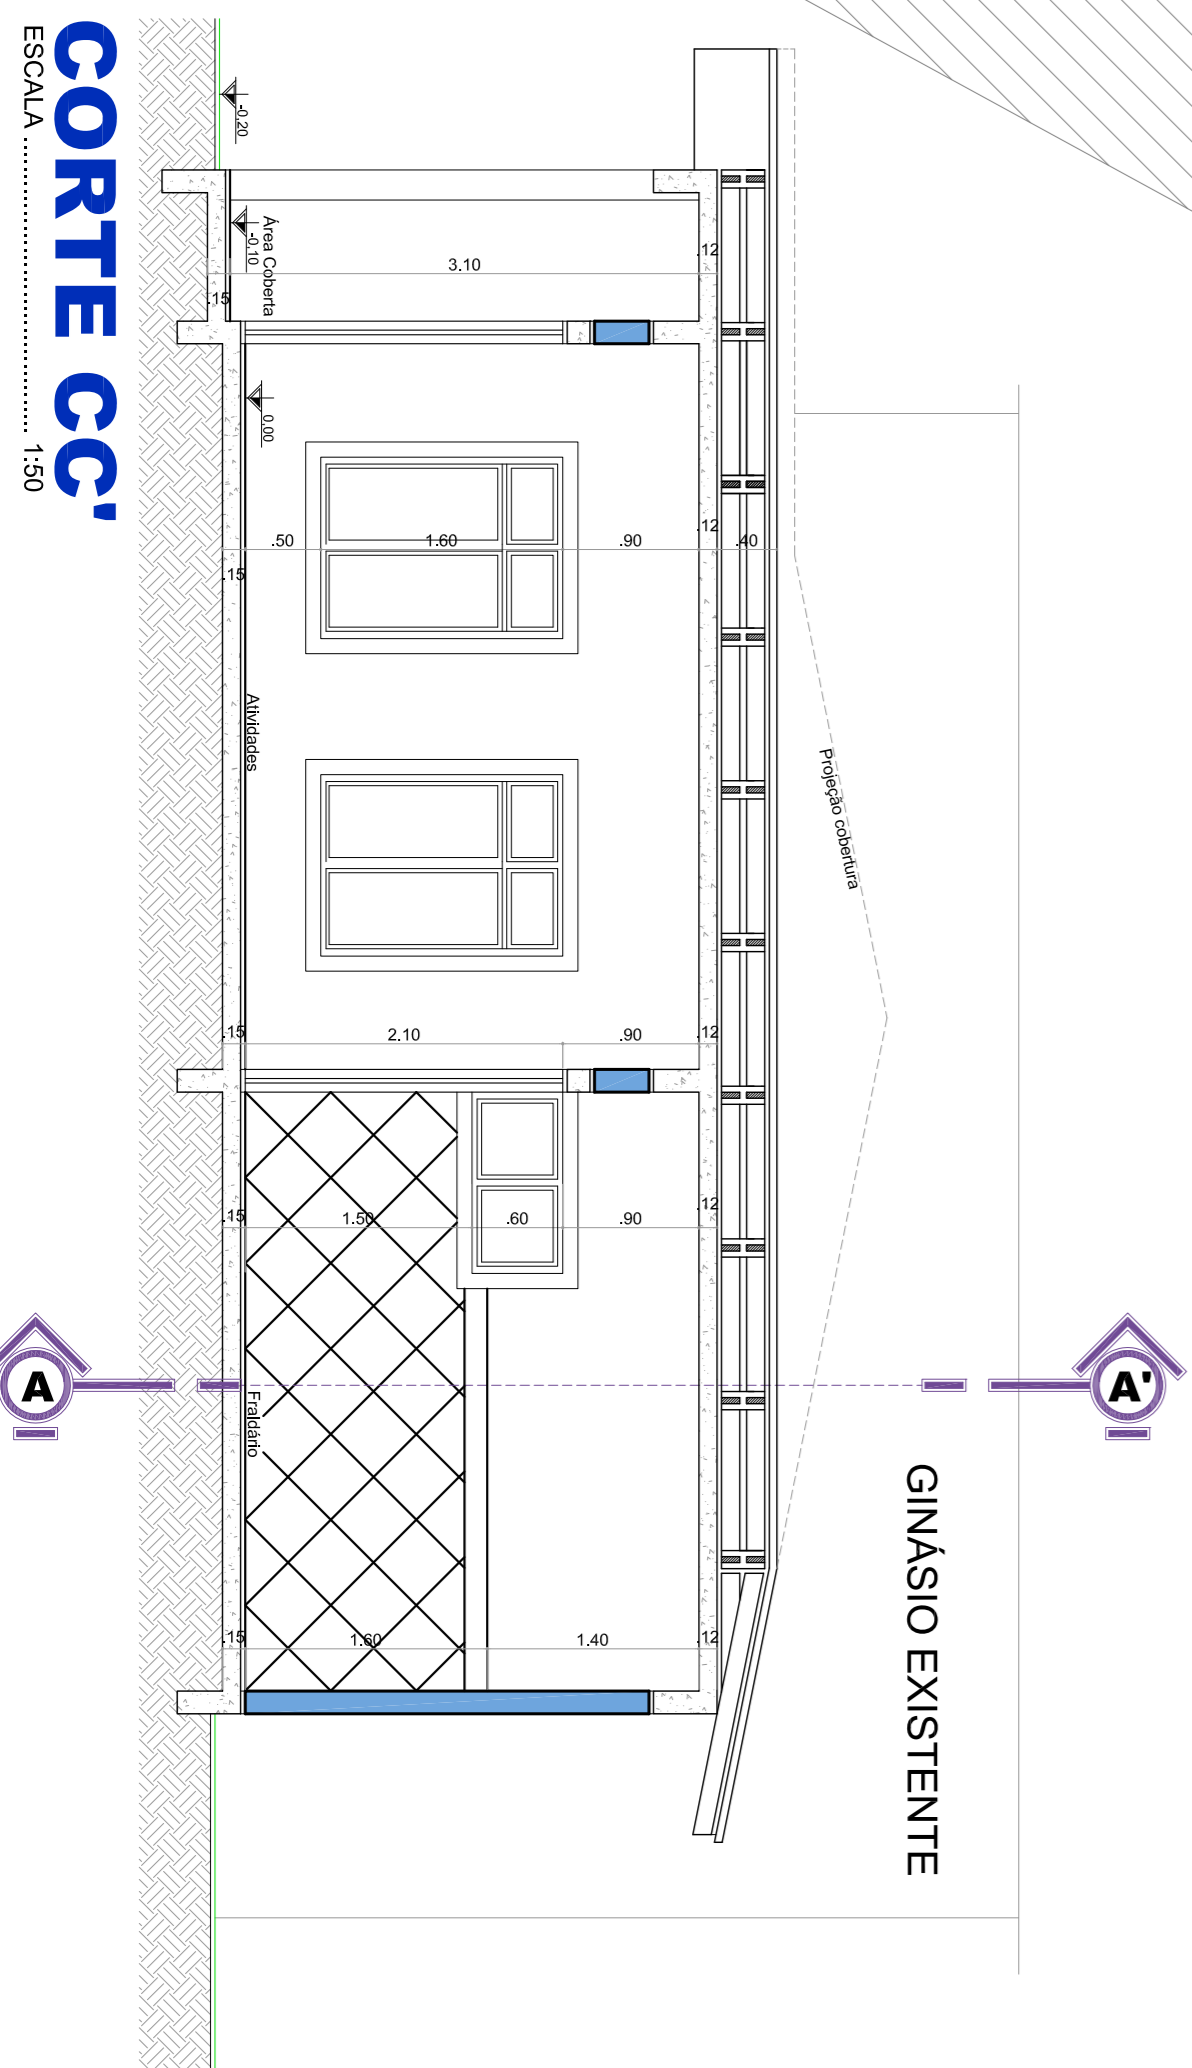 CORTE CC'
ESCALA ........................................ 1:50
-0,20
-0,10
Área Coberta
0,00
Atividades
Fraldário
Projeção cobertura
GINÁSIO EXISTENTE
A
A'
.15
3.10
.12
.15
.50
1.60
.90
.12
.40
.15
2.10
.90
.12
.15
1.50
.60
.90
.12
.15
1.60
1.40
.12